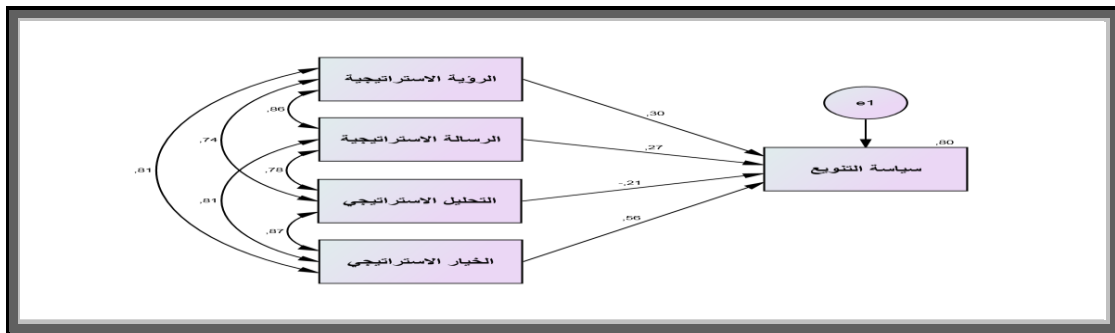 الرؤية الاستراتيجية
الرسالة الاستراتيجية
التحليل الاستراتيجي
الخيار الاستراتيجي
سياسة التنويع
e1
,80
,30
,27
-,21
,56
,86
,74
,78
,81
,81
,87